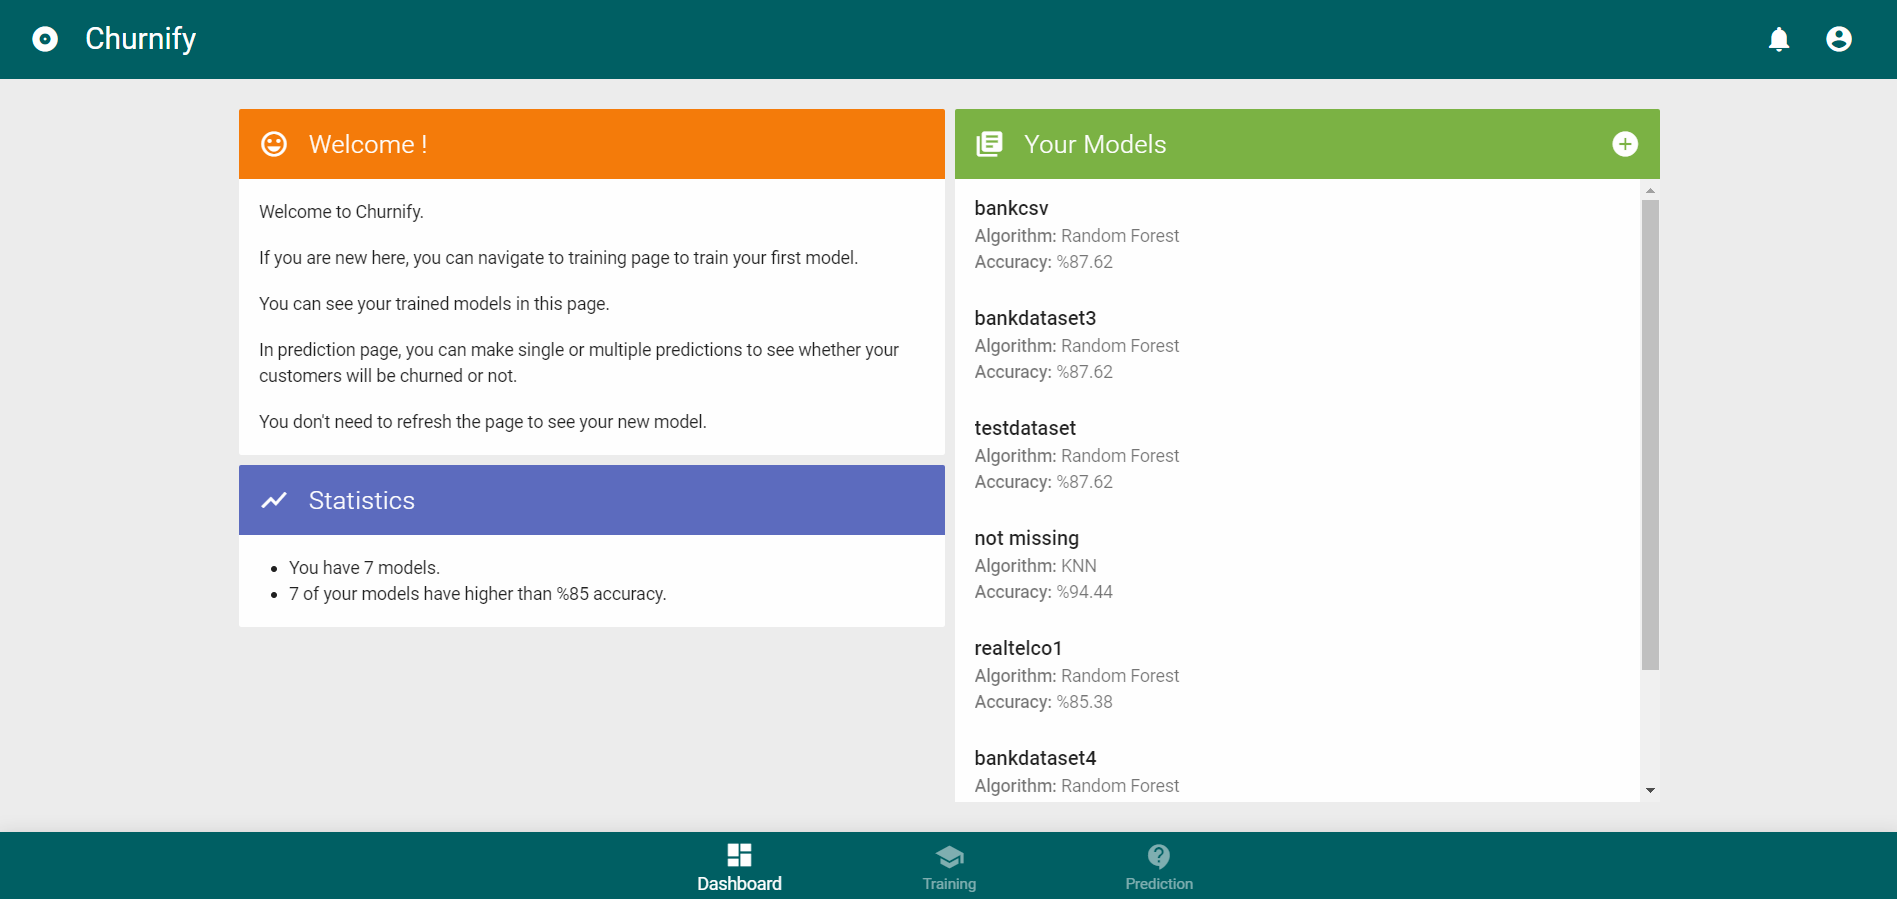 Churnify
Welcome !
Welcome to Churnify.
If you are new here, you can navigate to training page to train your first model.
You can see your trained models in this page.
In prediction page, you can make single or multiple predictions to see whether your
customers will be churned or not.
You don't need to refresh the page to see your new model.
Statistics
You have 7 models.
7 of your models have higher than %85 accuracy.
Your Models
bankcsv
Algorithm: Random Forest
Accuracy: %87.62
bankdataset3
Algorithm: Random Forest
Accuracy: %87.62
testdataset
Algorithm: Random Forest
Accuracy: %87.62
not missing
Algorithm: KNN
Accuracy: %94.44
realtelco1
Algorithm: Random Forest
Accuracy: %85.38
bankdataset4
Algorithm: Random Forest
Dashboard
Training
Prediction